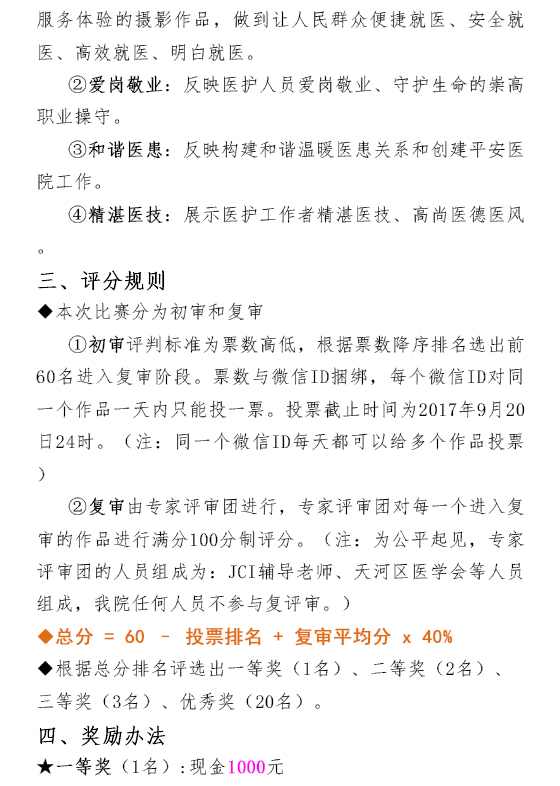 服务体验的摄影作品，做到让人民群众便捷就医、安全就
医、高效就医、明白就医。
②爱岗敬业：反映医护人员爱岗敬业、守护生命的崇高
职业操守。
③和谐医患：反映构建和谐温暖医患关系和创建平安医
院工作。
④精湛医技：展示医护工作者精湛医技、高尚医德医风
。
三、评分规则
◆本次比赛分为初审和复审
①初审评判标准为票数高低，根据票数降序排名选出前
60名进入复审阶段。票数与微信ID捆绑，每个微信ID对同
一个作品一天内只能投一票。投票截止时间为2017年9月20
日24时。（注：同一个微信ID每天都可以给多个作品投票
）
②复审由专家评审团进行，专家评审团对每一个进入复
审的作品进行满分100分制评分。（注：为公平起见，专家
评审团的人员组成为：JCI辅导老师、天河区医学会等人员
组成，我院任何人员不参与复评审。）
◆总分 = 60 - 投票排名 + 复审平均分 x 40%
◆根据总分排名评选出一等奖（1名）、二等奖（2名）、
三等奖（3名）、优秀奖（20名）。
四、奖励办法
★一等奖（1名）:现金1000元